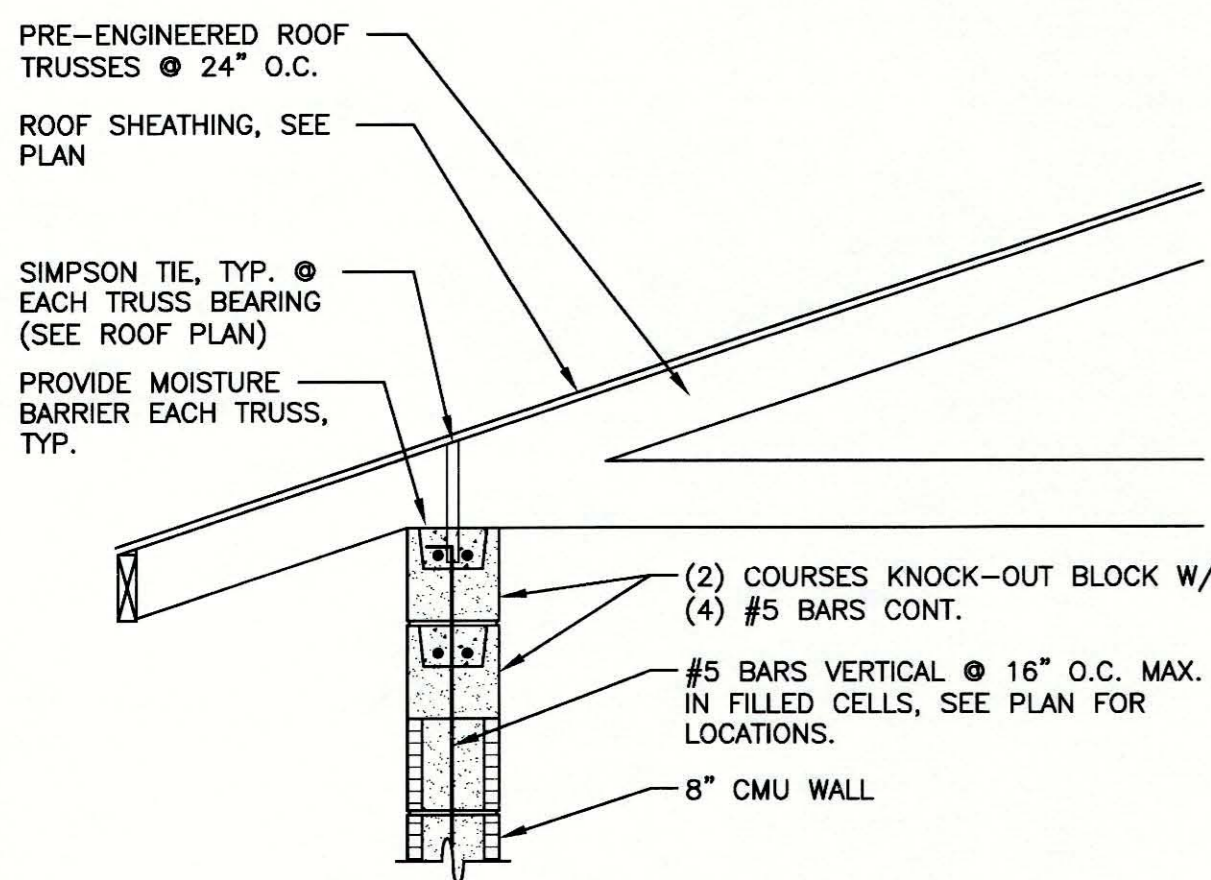 PRE-ENGINEERED ROOF
TRUSSES @ 24" O.C.
ROOF SHEATHING, SEE
PLAN
SIMPSON TIE, TYP. @
EACH TRUSS BEARING
(SEE ROOF PLAN)
PROVIDE MOISTURE
BARRIER EACH TRUSS,
TYP.
(2) COURSES KNOCK-OUT BLOCK W/
(4) #5 BARS CONT.
#5 BARS VERTICAL @ 16" O.C. MAX.
IN FILLED CELLS, SEE PLAN FOR
LOCATIONS.
8" CMU WALL